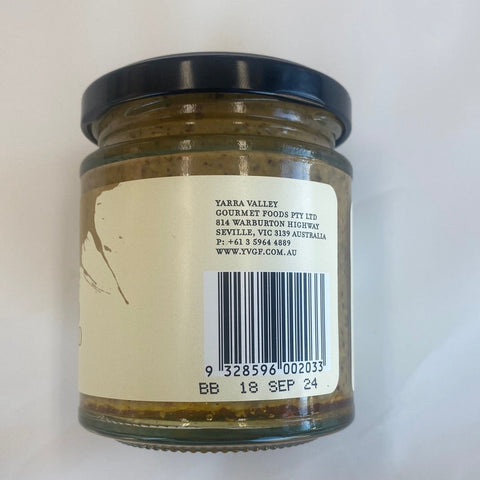 YARRA VALLEY
GOURMET FOODS PTY LTD
814 WARBURTON HIGHWAY
SEVILLE, VIC 3139 AUSTRALIA
P: +61 3 5964 4889
WWW.YVGF.COM.AU
9 328596 002033
BB 18 SEP 24